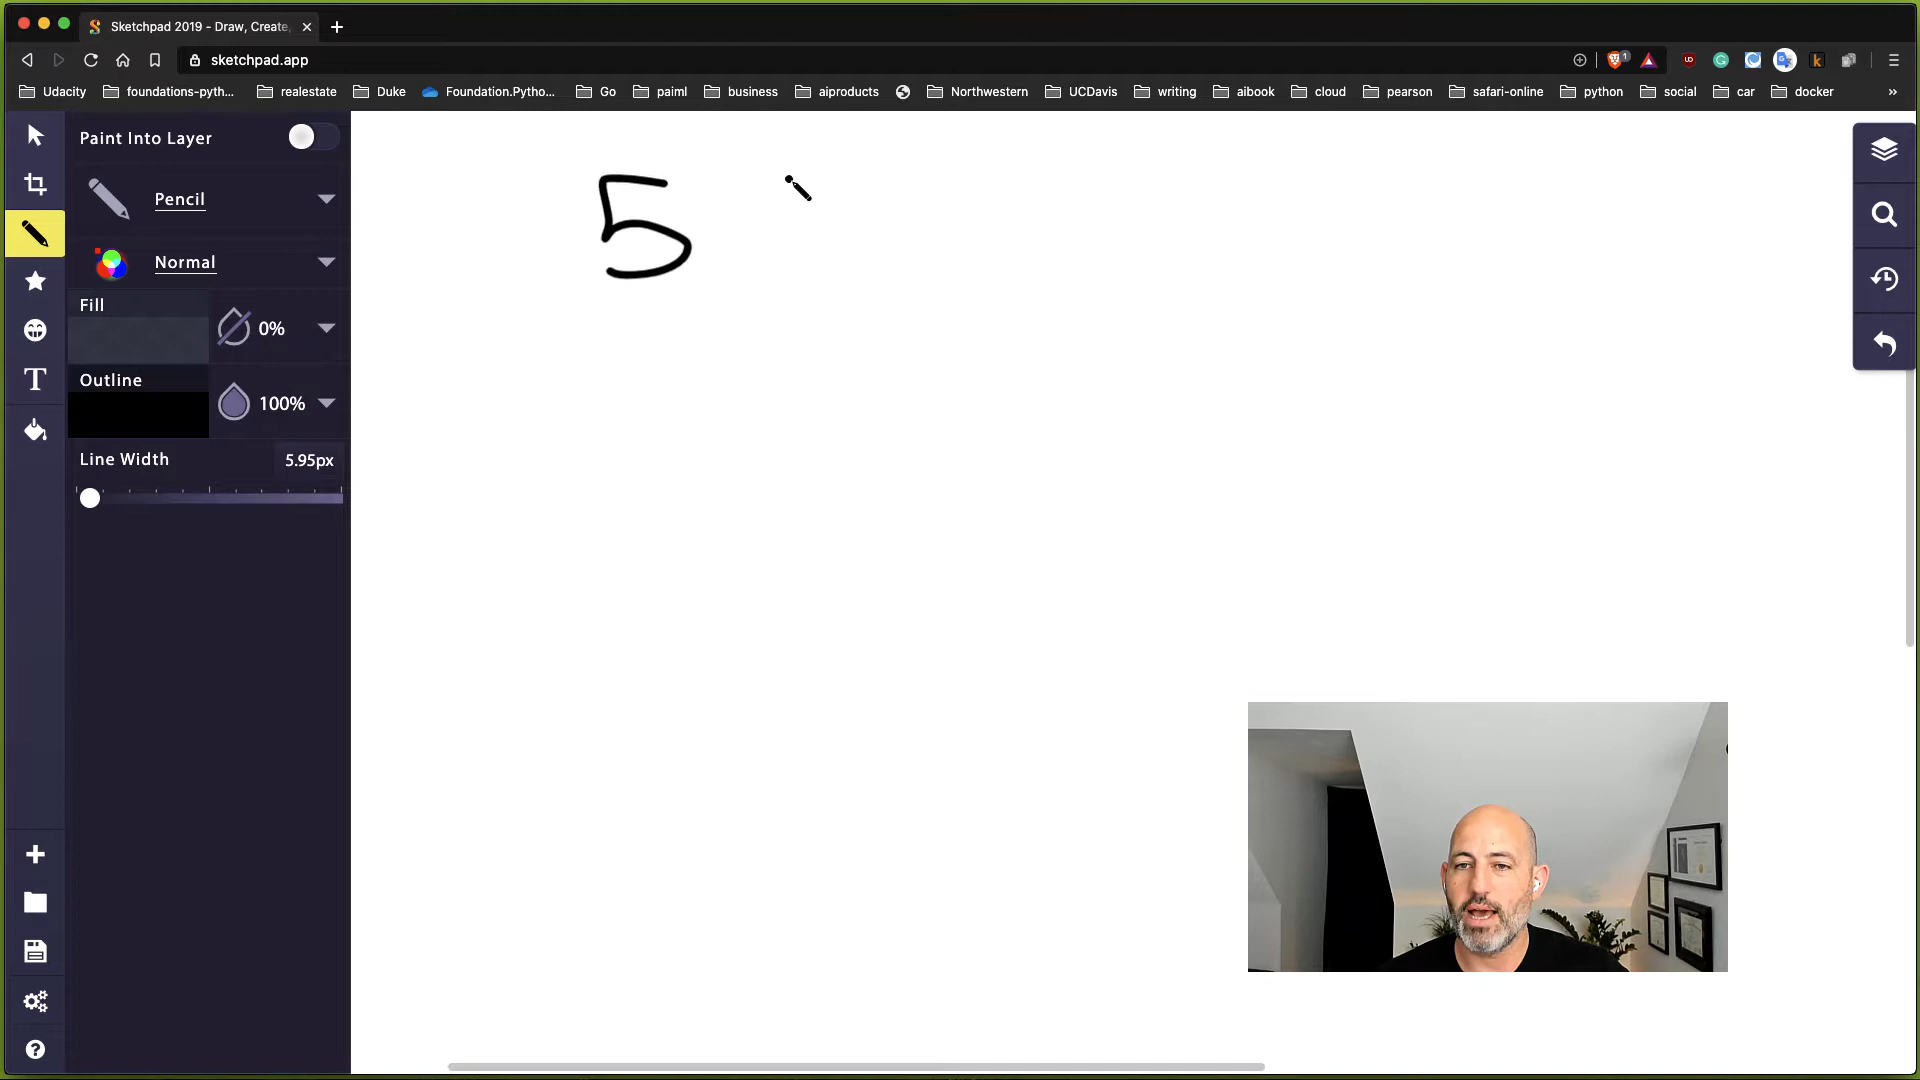 Sketchpad 2019 - Draw, Create,
sketchpad.app
1
Udacity foundations-pyth... realestate Duke Foundation.Pytho... Go paiml business aiproducts Northwestern UCDavis writing aibook cloud pearson safari-online python social car docker »
Paint Into Layer
Pencil
Normal
Fill
0%
Outline
100%
Line Width 5.95px
T
5